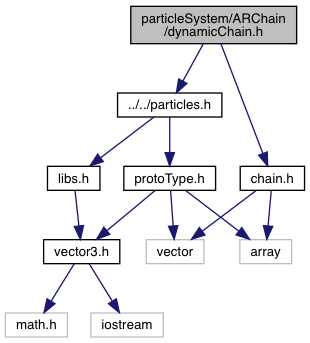 particleSystem/ARChain
/dynamicChain.h
../../particles.h
libs.h
protoType.h
chain.h
vector3.h
vector
array
math.h
iostream